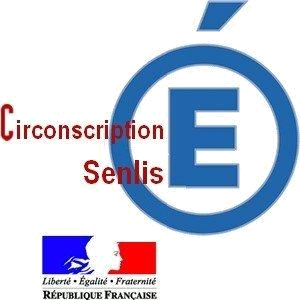 É
Circonscription
Senlis
Liberté • Égalité • Fraternité
RÉPUBLIQUE FRANÇAISE